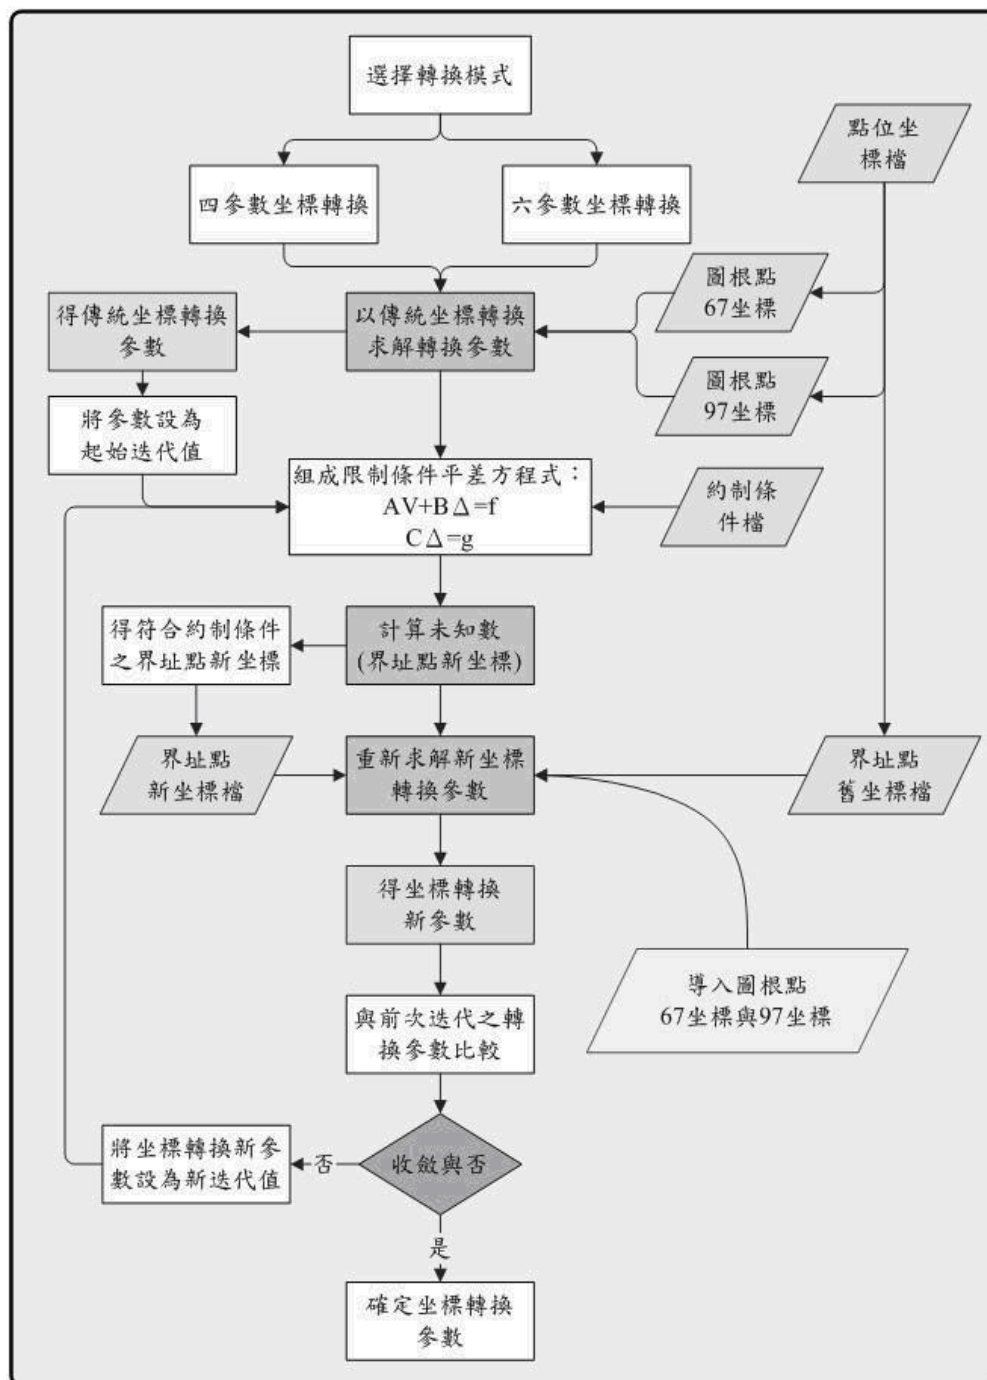 選擇轉換模式
點位坐
標檔
四參數坐標轉換
六參數坐標轉換
圖根點
67坐標
得傳統坐標轉換
參數
以傳統坐標轉換
求解轉換參數
圖根點
97坐標
將參數設為
起始迭代值
組成限制條件平差方程式：
AV+BΔ=f
CΔ=g
約制條
件檔
得符合約制條件
之界址點新坐標
計算未知數
(界址點新坐標)
界址點
新坐標檔
重新求解新坐標
轉換參數
界址點
舊坐標檔
得坐標轉換
新參數
導入圖根點
67坐標與97坐標
與前次迭代之轉
換參數比較
將坐標轉換新參
數設為新迭代值
否
收斂與否
是
確定坐標轉換
參數